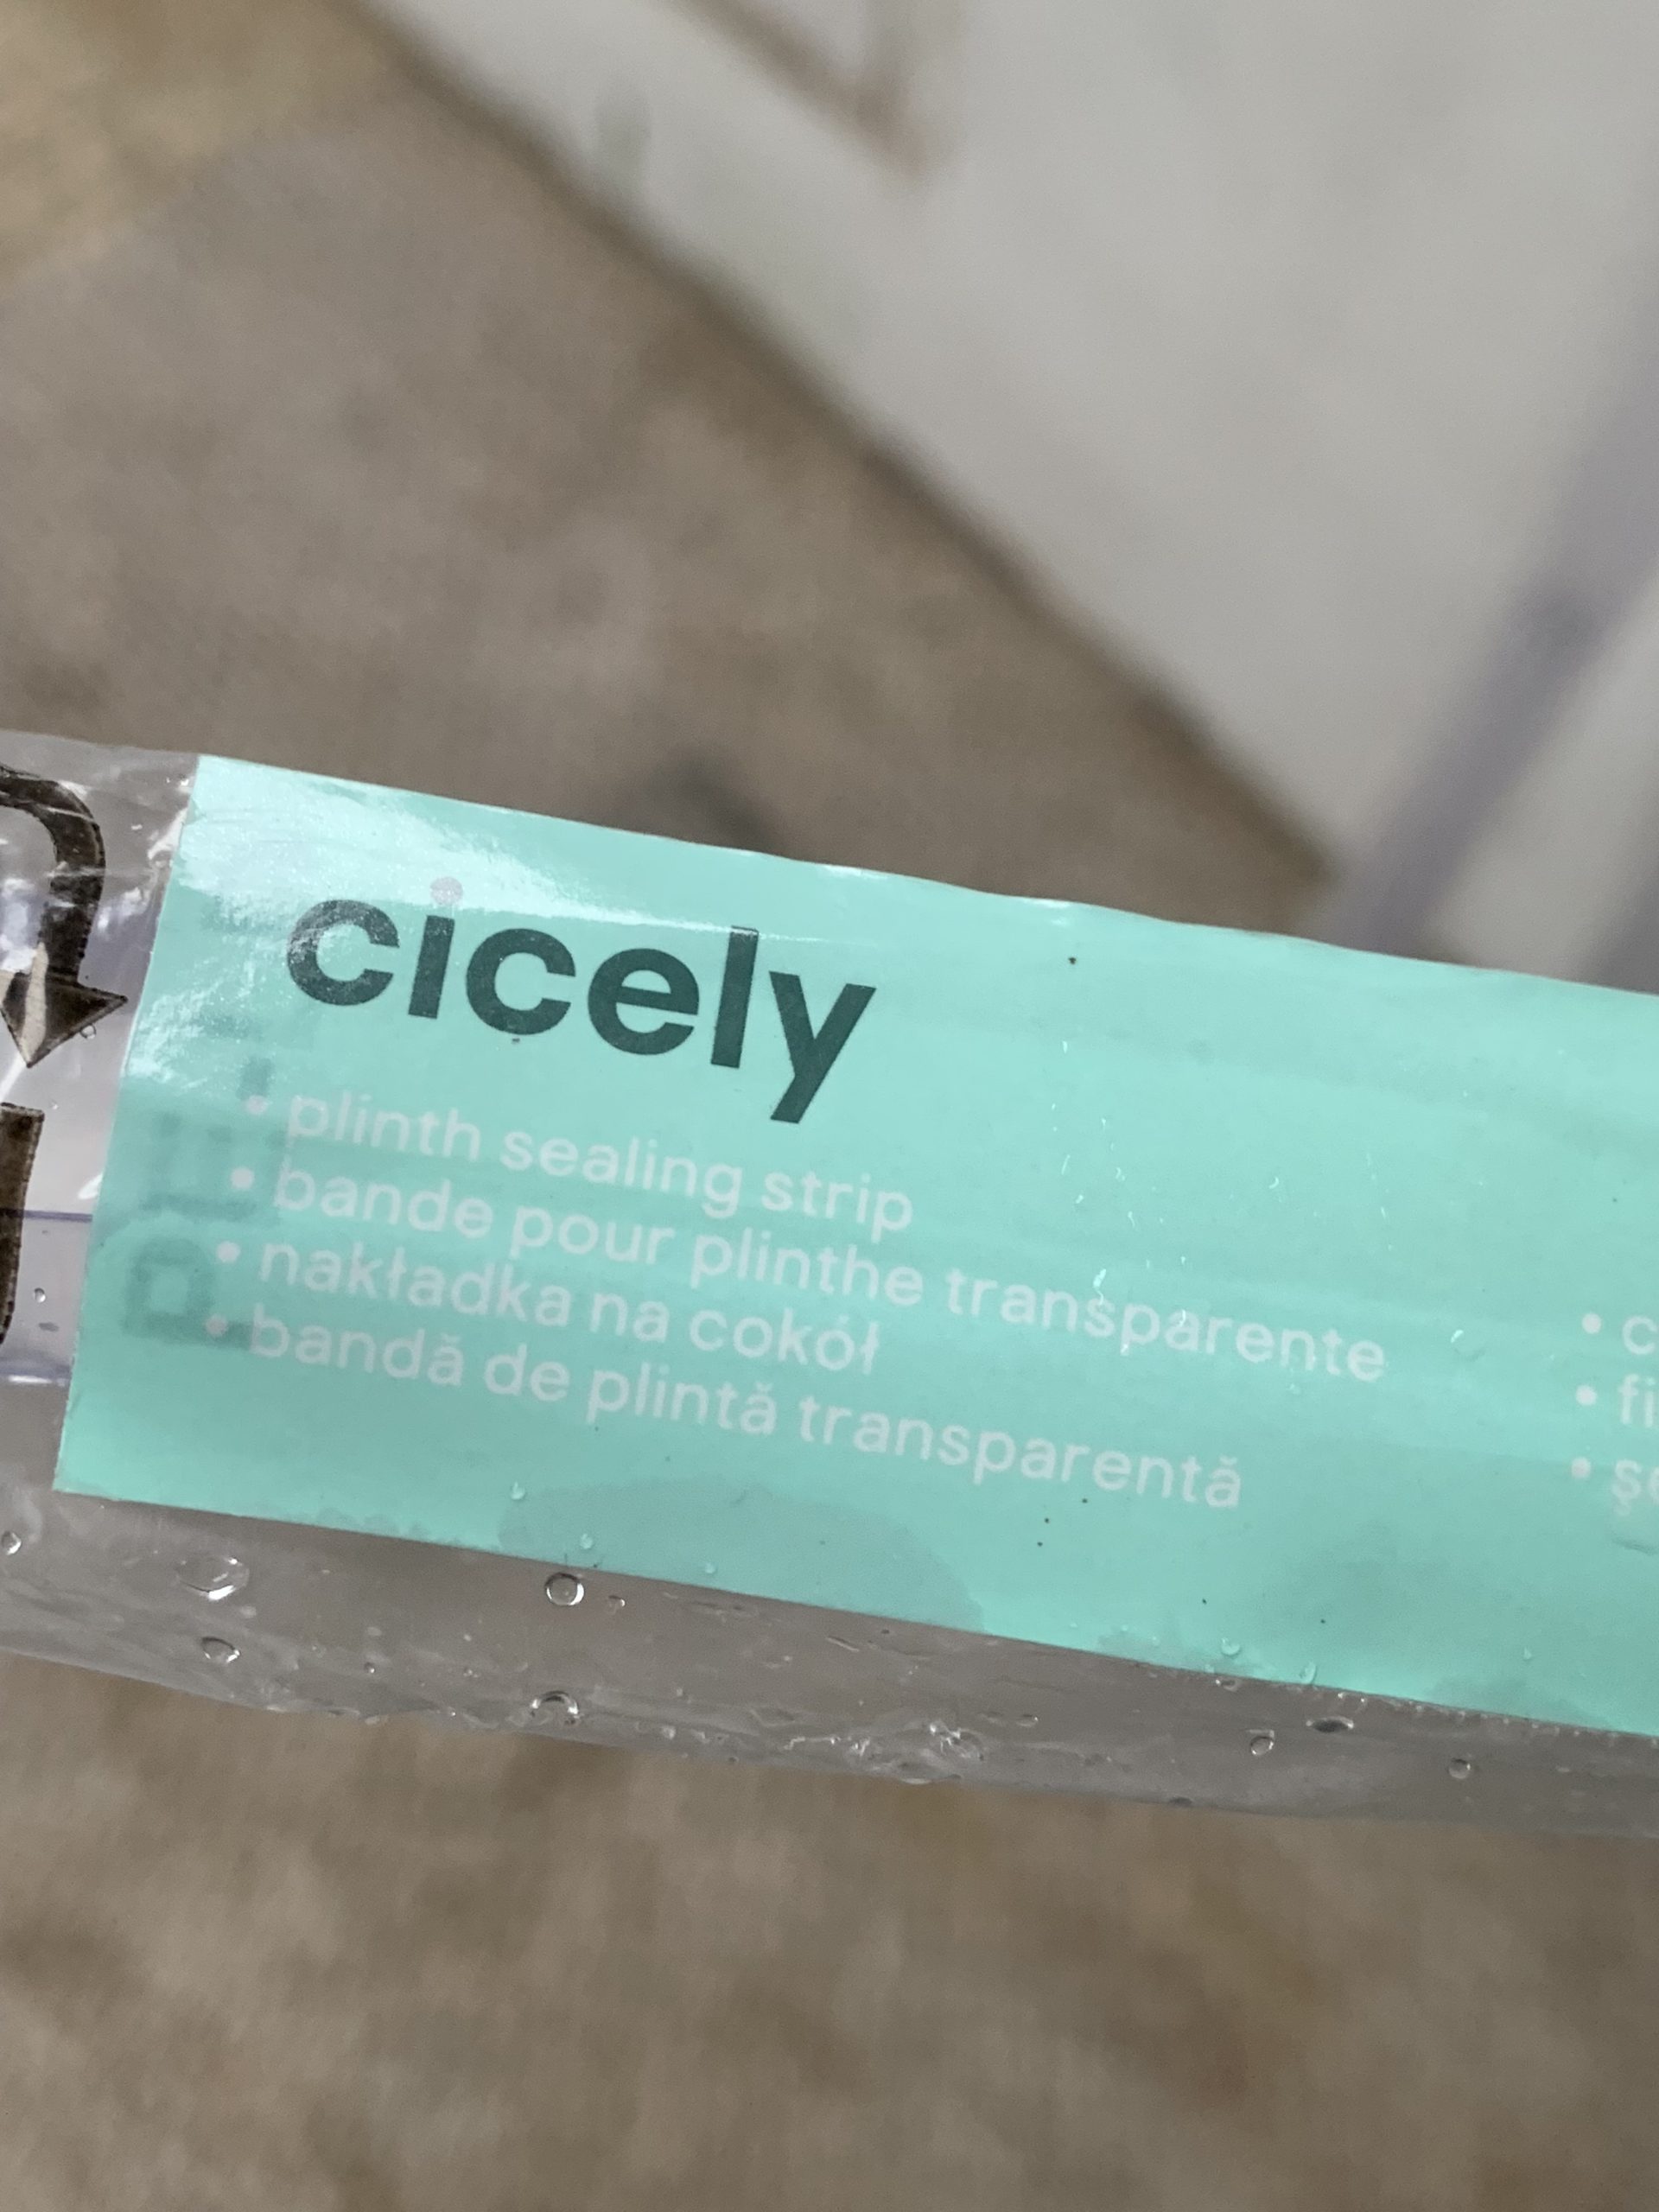 cicely
• plinth sealing strip
• bande pour plinthe transparente
• nakładka na cokół
• bandă de plintă transparentă